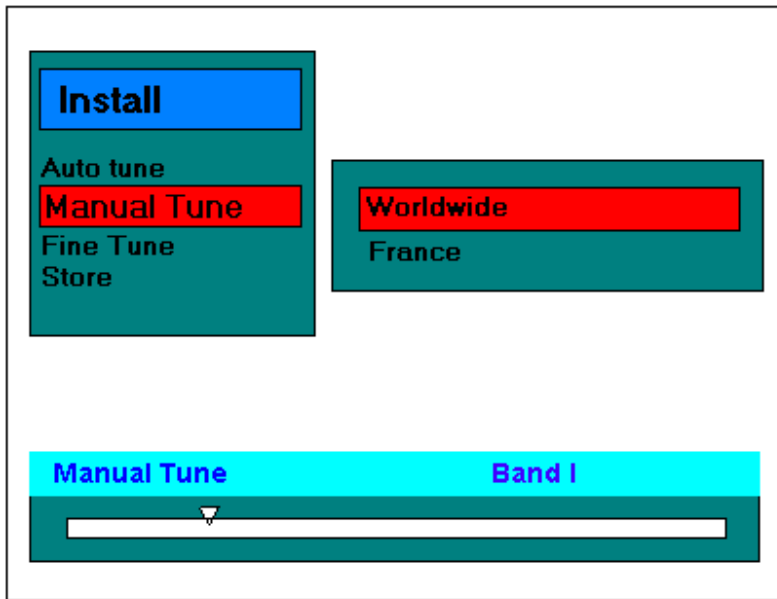 Install
Auto tune
Manual Tune
Fine Tune
Store
Worldwide
France
Manual Tune Band I